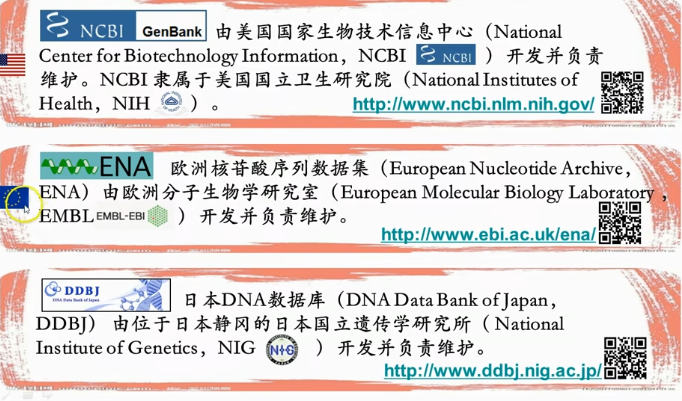 NCBI GenBank 由美国国家生物技术信息中心（National
Center for Biotechnology Information，NCBI NCBI ）开发并负责
维护。NCBI 隶属于美国国立卫生研究院（National Institutes of
Health，NIH ）。 http://www.ncbi.nlm.nih.gov/
ENA 欧洲核苷酸序列数据集（European Nucleotide Archive，
ENA）由欧洲分子生物学研究室（European Molecular Biology Laboratory，
EMBL EMBL-EBI ）开发并负责维护。
http://www.ebi.ac.uk/ena/
DDBJ
DNA Data Bank of Japan
日本DNA数据库（DNA Data Bank of Japan，
DDBJ）由位于日本静冈的日本国立遗传学研究所（National
Institute of Genetics，NIG NIG ）开发并负责维护。
http://www.ddbj.nig.ac.jp/